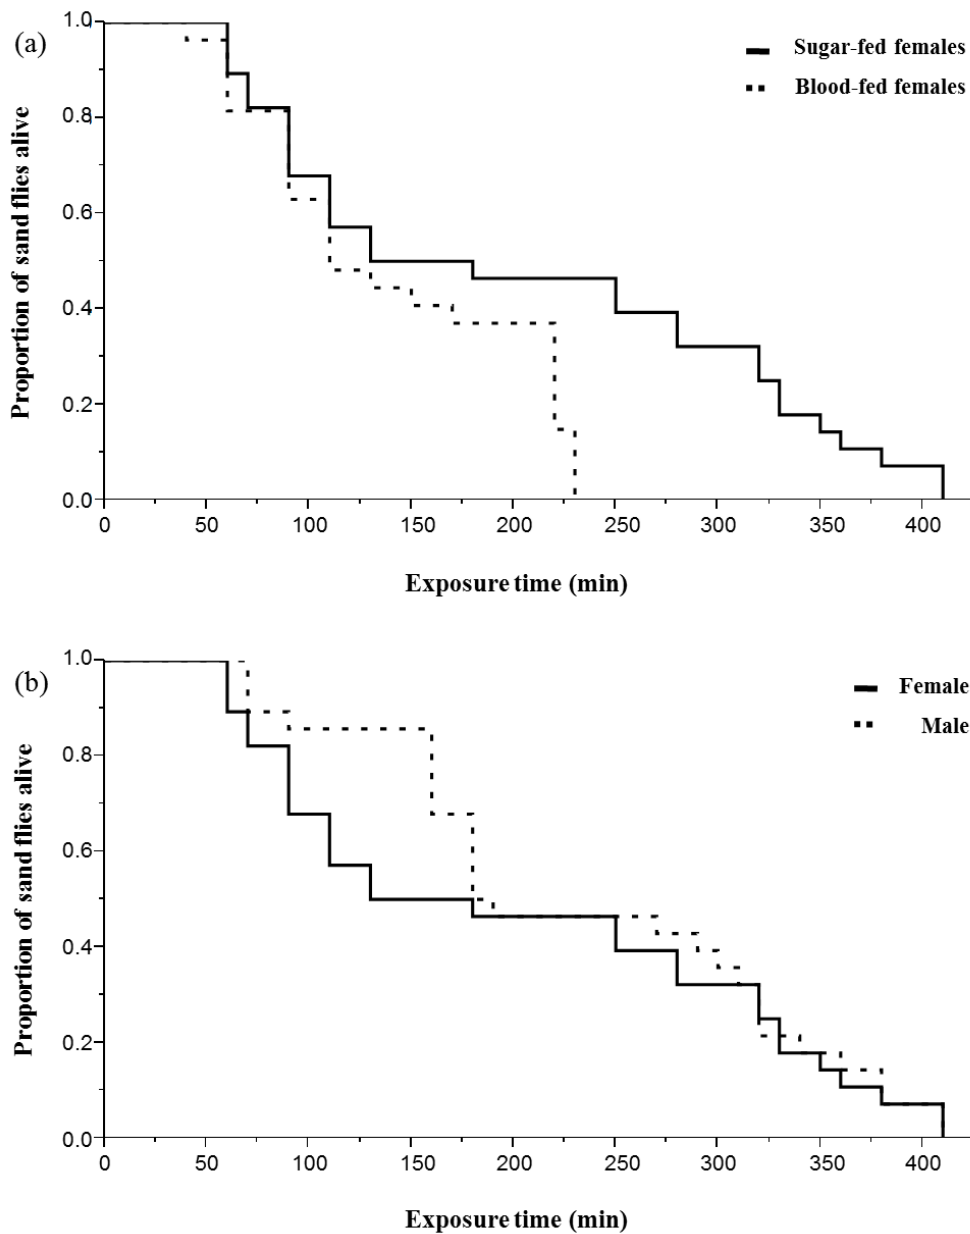 (a)
Sugar-fed females
Blood-fed females
Proportion of sand flies alive
1.0
0.8
0.6
0.4
0.2
0.0
0 50 100 150 200 250 300 350 400
Exposure time (min)
(b)
Female
Male
Proportion of sand flies alive
1.0
0.8
0.6
0.4
0.2
0.0
0 50 100 150 200 250 300 350 400
Exposure time (min)